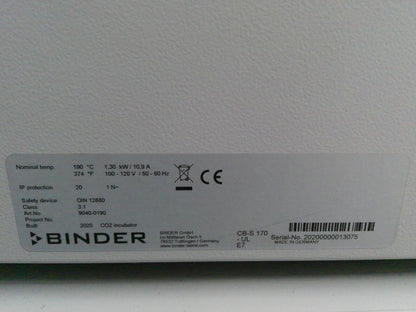 Nominal temp. 190 °C 1,30 kW / 10,9 A
374 °F 100 - 120 V / 50 - 60 Hz
IP protection 20 1 N~
Safety device DIN 12880
Class 3.1
Art.No. 9040-0190
Project No.
Built 2020 CO2 incubator
BINDER
BINDER GmbH
Im Mittleren Ösch 5
78532 Tuttlingen / Germany
www.binder-world.com
CB-S 170
- UL
E7
Serial-No. 20200000013075
MADE IN GERMANY